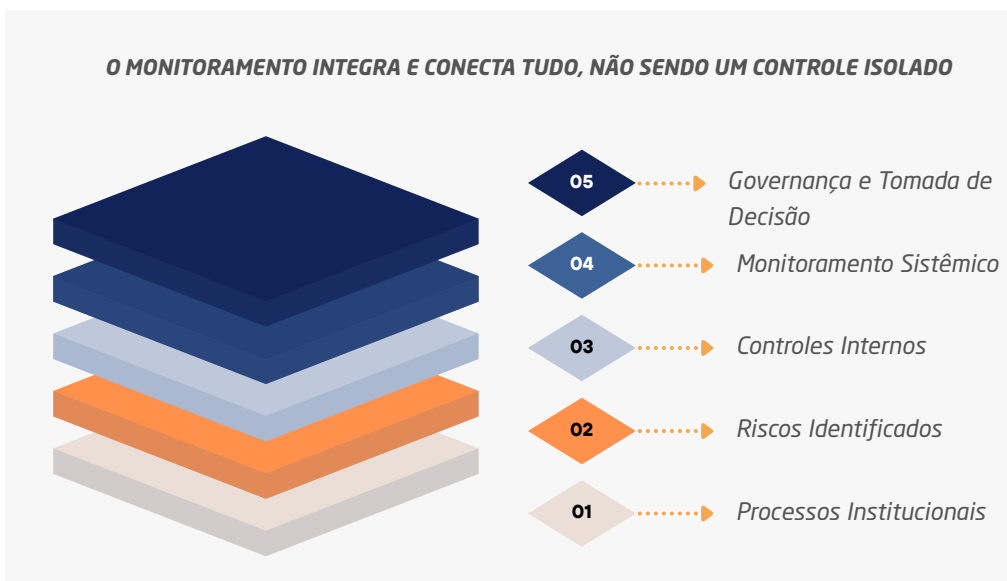 O MONITORAMENTO INTEGRA E CONECTA TUDO, NÃO SENDO UM CONTROLE ISOLADO
05
Governança e Tomada de
Decisão
04
Monitoramento Sistêmico
03
Controles Internos
02
Riscos Identificados
01
Processos Institucionais